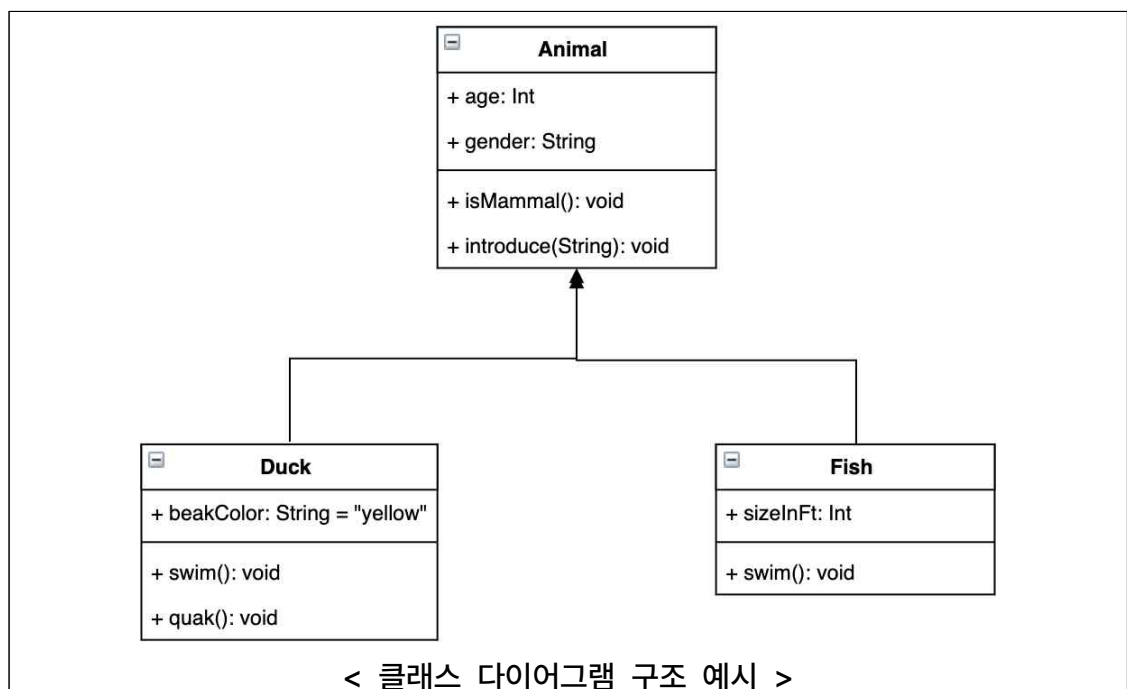 Animal
+ age: Int
+ gender: String
+ isMammal(): void
+ introduce(String): void
Duck
+ beakColor: String = "yellow"
+ swim(): void
+ quak(): void
Fish
+ sizeInFt: Int
+ swim(): void
< 클래스 다이어그램 구조 예시 >